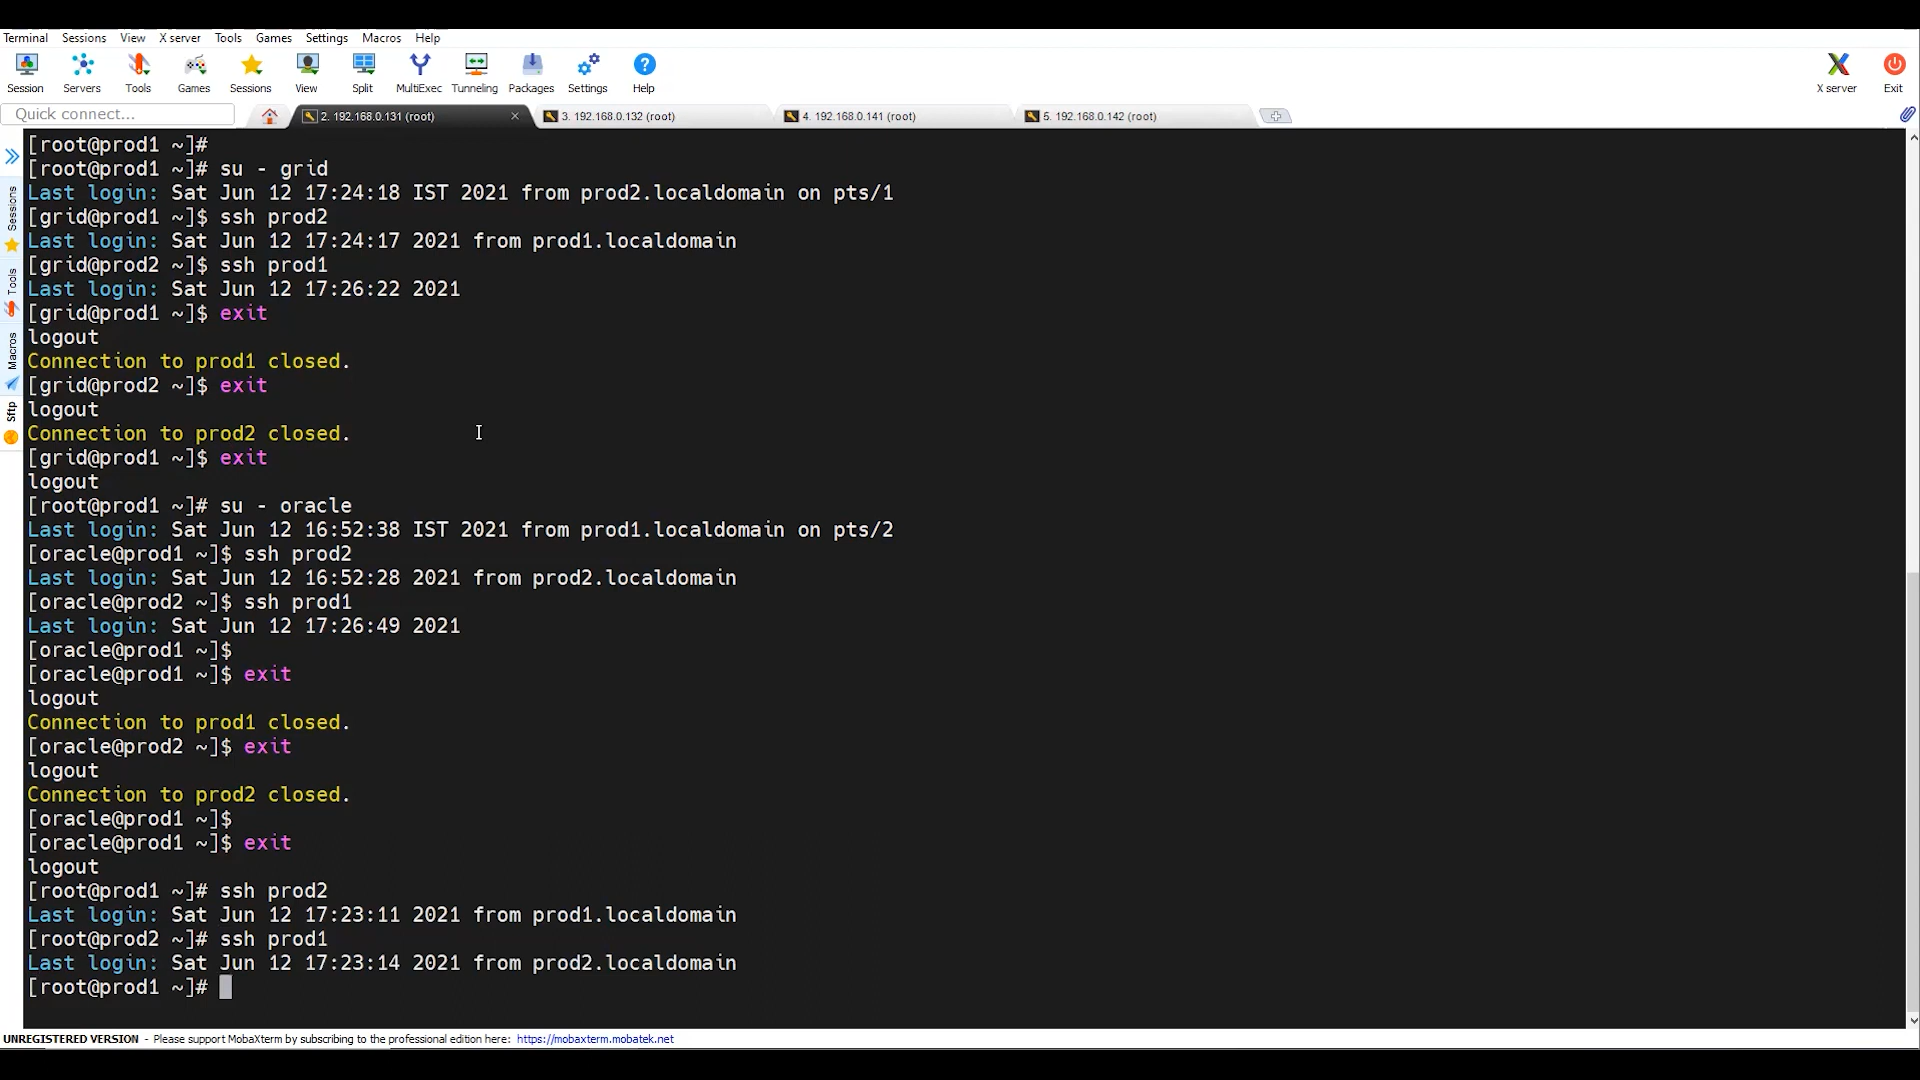 Terminal Sessions View X server Tools Games Settings Macros Help
Session Servers Tools Games Sessions View Split MultiExec Tunneling Packages Settings Help X server Exit
Quick connect... 2. 192.168.0.131 (root) 3. 192.168.0.132 (root) 4. 192.168.0.141 (root) 5. 192.168.0.142 (root)
Sessions
Tools
Macros
Sftp
[root@prod1 ~]#
[root@prod1 ~]# su - grid
Last login: Sat Jun 12 17:24:18 IST 2021 from prod2.localdomain on pts/1
[grid@prod1 ~]$ ssh prod2
Last login: Sat Jun 12 17:24:17 2021 from prod1.localdomain
[grid@prod2 ~]$ ssh prod1
Last login: Sat Jun 12 17:26:22 2021
[grid@prod1 ~]$ exit
logout
Connection to prod1 closed.
[grid@prod2 ~]$ exit
logout
Connection to prod2 closed.
[grid@prod1 ~]$ exit
logout
[root@prod1 ~]# su - oracle
Last login: Sat Jun 12 16:52:38 IST 2021 from prod1.localdomain on pts/2
[oracle@prod1 ~]$ ssh prod2
Last login: Sat Jun 12 16:52:28 2021 from prod2.localdomain
[oracle@prod2 ~]$ ssh prod1
Last login: Sat Jun 12 17:26:49 2021
[oracle@prod1 ~]$
[oracle@prod1 ~]$ exit
logout
Connection to prod1 closed.
[oracle@prod2 ~]$ exit
logout
Connection to prod2 closed.
[oracle@prod1 ~]$
[oracle@prod1 ~]$ exit
logout
[root@prod1 ~]# ssh prod2
Last login: Sat Jun 12 17:23:11 2021 from prod1.localdomain
[root@prod2 ~]# ssh prod1
Last login: Sat Jun 12 17:23:14 2021 from prod2.localdomain
[root@prod1 ~]#
UNREGISTERED VERSION - Please support MobaXterm by subscribing to the professional edition here: https://mobaxterm.mobatek.net